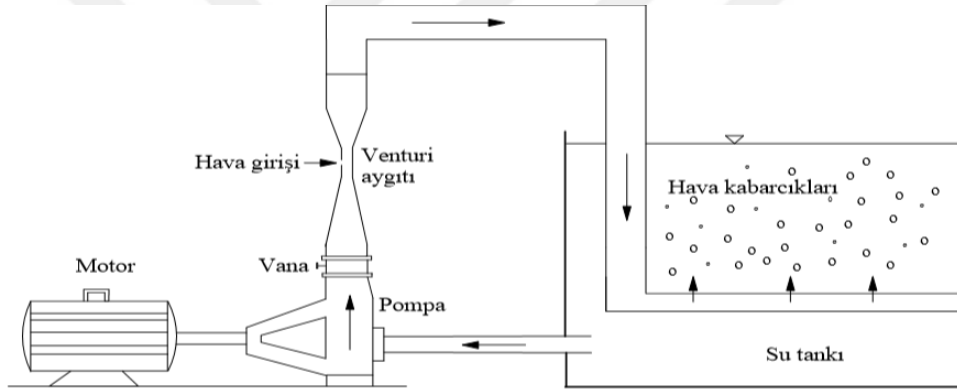 Hava girişi
Venturi
aygıtı
Hava kabarcıkları
Motor
Vana
Pompa
Su tankı